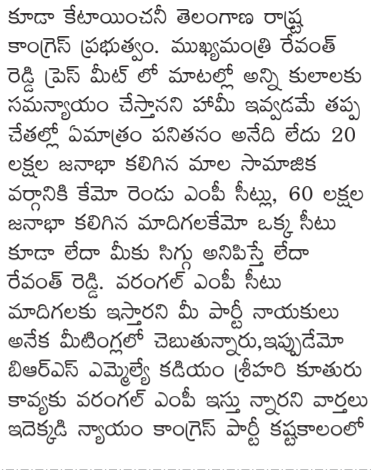 కూడా కేటాయించనీ తెలంగాణ రాష్ట్ర
కాంగ్రెస్ ప్రభుత్వం. ముఖ్యమంత్రి రేవంత్
రెడ్డి ప్రెస్ మీట్ లో మాటల్లో అన్ని కులాలకు
సమన్యాయం చేస్తానని హామీ ఇవ్వడమే తప్ప
చేతల్లో ఏమాత్రం పనితనం అనేది లేదు 20
లక్షల జనాభా కలిగిన మాల సామాజిక
వర్గానికి కేమో రెండు ఎంపీ సీట్లు, 60 లక్షల
జనాభా కలిగిన మాదిగలకేమో ఒక్క సీటు
కూడా లేదా మీకు సిగ్గు అనిపిస్తే లేదా
రేవంత్ రెడ్డి. వరంగల్ ఎంపీ సీటు
మాదిగలకు ఇస్తారని మీ పార్టీ నాయకులు
అనేక మీటింగ్లలో చెబుతున్నారు,ఇప్పుడేమో
బిఆర్ఎస్ ఎమ్మెల్యే కడియం శ్రీహరి కూతురు
కావ్యకు వరంగల్ ఎంపీ ఇస్తు న్నారని వార్తలు
ఇదెక్కడి న్యాయం కాంగ్రెస్ పార్టీ కష్టకాలంలో